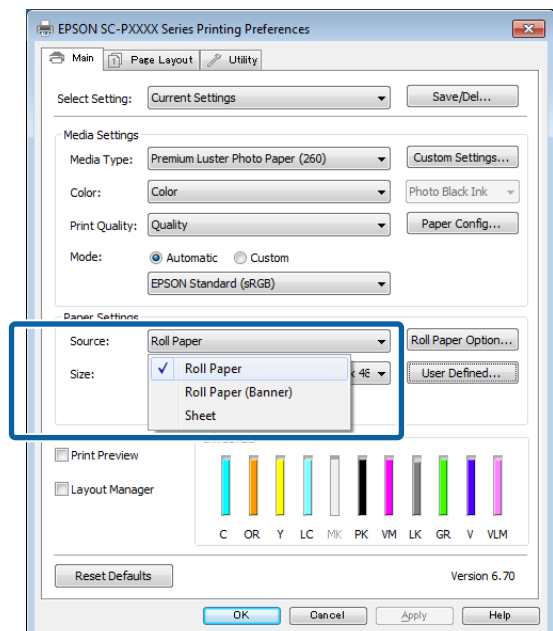 EPSON SC-PXXXX Series Printing Preferences
Main Page Layout Utility
Select Setting: Current Settings Save/Del...
Media Settings
Media Type: Premium Luster Photo Paper (260) Custom Settings...
Color: Color Photo Black Ink
Print Quality: Quality Paper Config...
Mode: Automatic Custom
EPSON Standard (sRGB)
Paper Settings
Source: Roll Paper Roll Paper Option...
Size: Roll Paper x 48 User Defined...
Roll Paper (Banner)
Sheet
Print Preview
Layout Manager
C OR Y LC MK PK VM LK GR V VLM
Reset Defaults Version 6.70
OK Cancel Apply Help